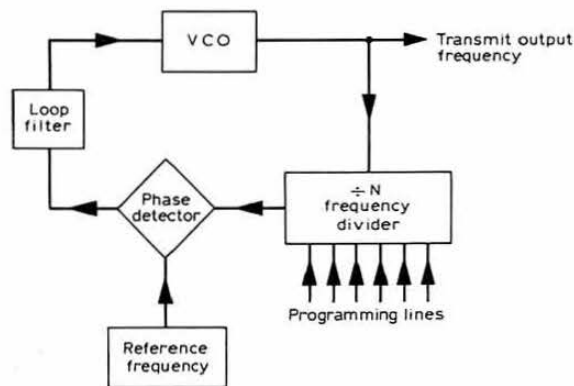 VCO
Transmit output
frequency
Loop
filter
÷N
frequency
divider
Phase
detector
Programming lines
Reference
frequency